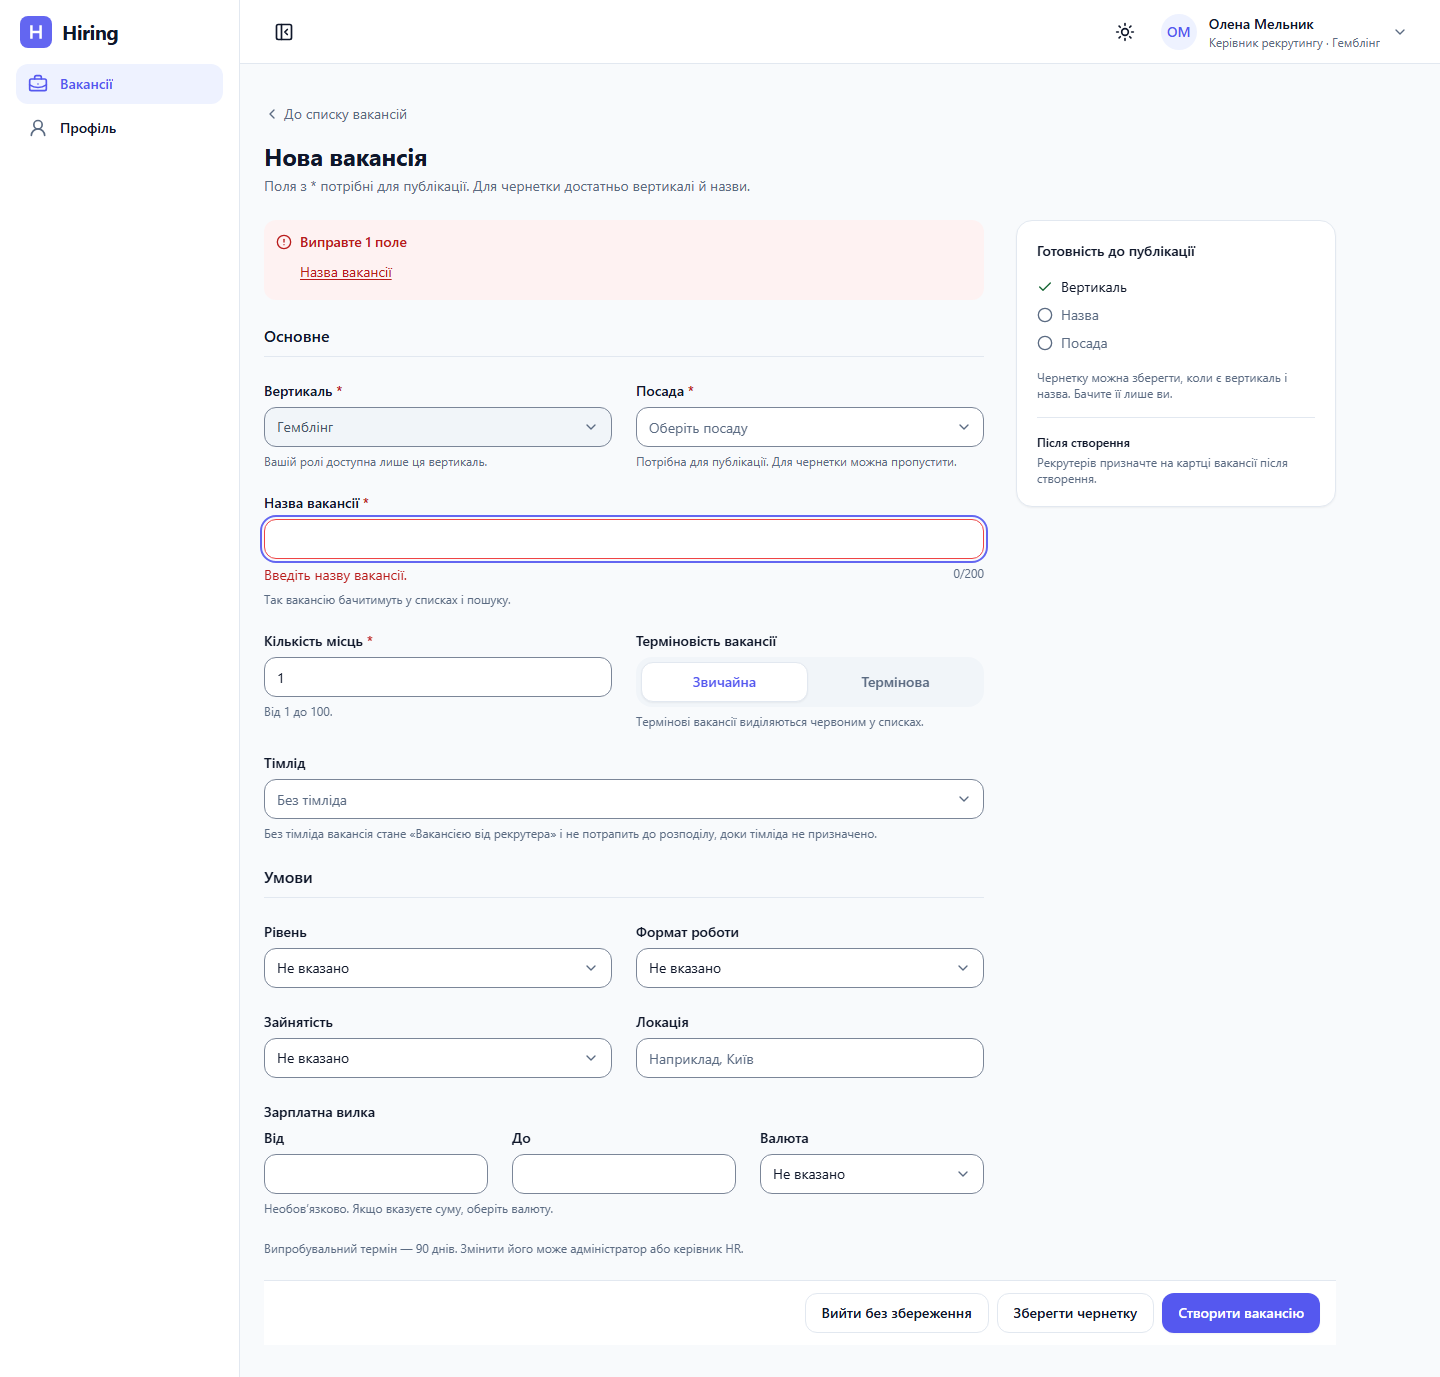 H Hiring
Вакансії
Профіль
ОМ
Олена Мельник
Керівник рекрутингу · Гемблінг
До списку вакансій
Нова вакансія
Поля з * потрібні для публікації. Для чернетки достатньо вертикалі й назви.
Виправте 1 поле
Назва вакансії
Основне
Вертикаль *
Гемблінг
Вашій ролі доступна лише ця вертикаль.
Посада *
Оберіть посаду
Потрібна для публікації. Для чернетки можна пропустити.
Назва вакансії *
Введіть назву вакансії.
0/200
Так вакансію бачитимуть у списках і пошуку.
Кількість місць *
1
Від 1 до 100.
Терміновість вакансії
Звичайна
Термінова
Термінові вакансії виділяються червоним у списках.
Тімлід
Без тімліда
Без тімліда вакансія стане «Вакансією від рекрутера» і не потрапить до розподілу, доки тімліда не призначено.
Умови
Рівень
Не вказано
Формат роботи
Не вказано
Зайнятість
Не вказано
Локація
Наприклад, Київ
Зарплатна вилка
Від
До
Валюта
Не вказано
Необов'язково. Якщо вказуєте суму, оберіть валюту.
Випробувальний термін — 90 днів. Змінити його може адміністратор або керівник HR.
Вийти без збереження
Зберегти чернетку
Створити вакансію
Готовність до публікації
Вертикаль
Назва
Посада
Чернетку можна зберегти, коли є вертикаль і
назва. Бачите її лише ви.
Після створення
Рекрутерів призначте на картці вакансії після
створення.